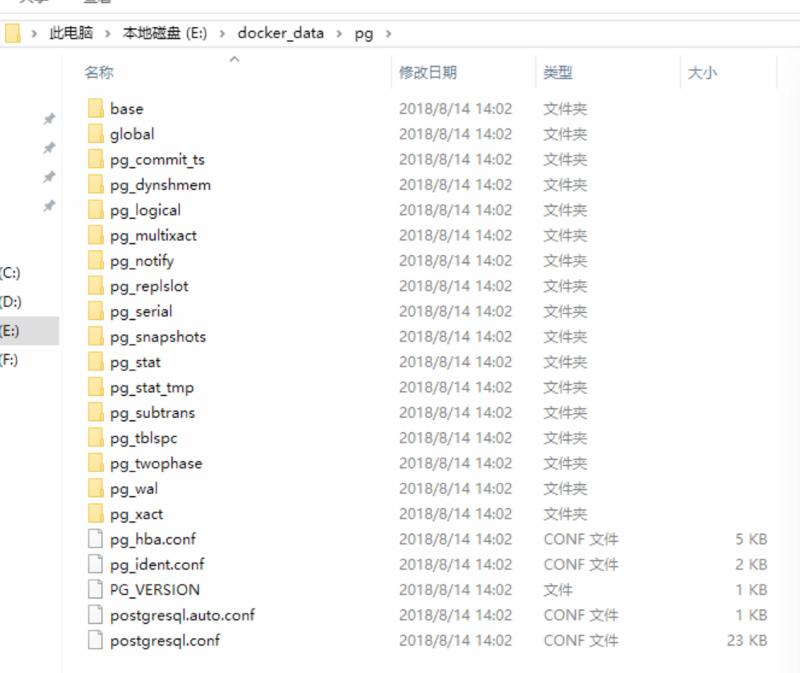 此电脑 > 本地磁盘 (E:) > docker_data > pg >
名称 修改日期 类型 大小
base 2018/8/14 14:02 文件夹
global 2018/8/14 14:02 文件夹
pg_commit_ts 2018/8/14 14:02 文件夹
pg_dynshmem 2018/8/14 14:02 文件夹
pg_logical 2018/8/14 14:02 文件夹
pg_multixact 2018/8/14 14:02 文件夹
pg_notify 2018/8/14 14:02 文件夹
(C:) pg_replslot 2018/8/14 14:02 文件夹
(D:) pg_serial 2018/8/14 14:02 文件夹
(E:) pg_snapshots 2018/8/14 14:02 文件夹
(F:) pg_stat 2018/8/14 14:02 文件夹
pg_stat_tmp 2018/8/14 14:02 文件夹
pg_subtrans 2018/8/14 14:02 文件夹
pg_tblspc 2018/8/14 14:02 文件夹
pg_twophase 2018/8/14 14:02 文件夹
pg_wal 2018/8/14 14:02 文件夹
pg_xact 2018/8/14 14:02 文件夹
pg_hba.conf 2018/8/14 14:02 CONF 文件 5 KB
pg_ident.conf 2018/8/14 14:02 CONF 文件 2 KB
PG_VERSION 2018/8/14 14:02 文件 1 KB
postgresql.auto.conf 2018/8/14 14:02 CONF 文件 1 KB
postgresql.conf 2018/8/14 14:02 CONF 文件 23 KB